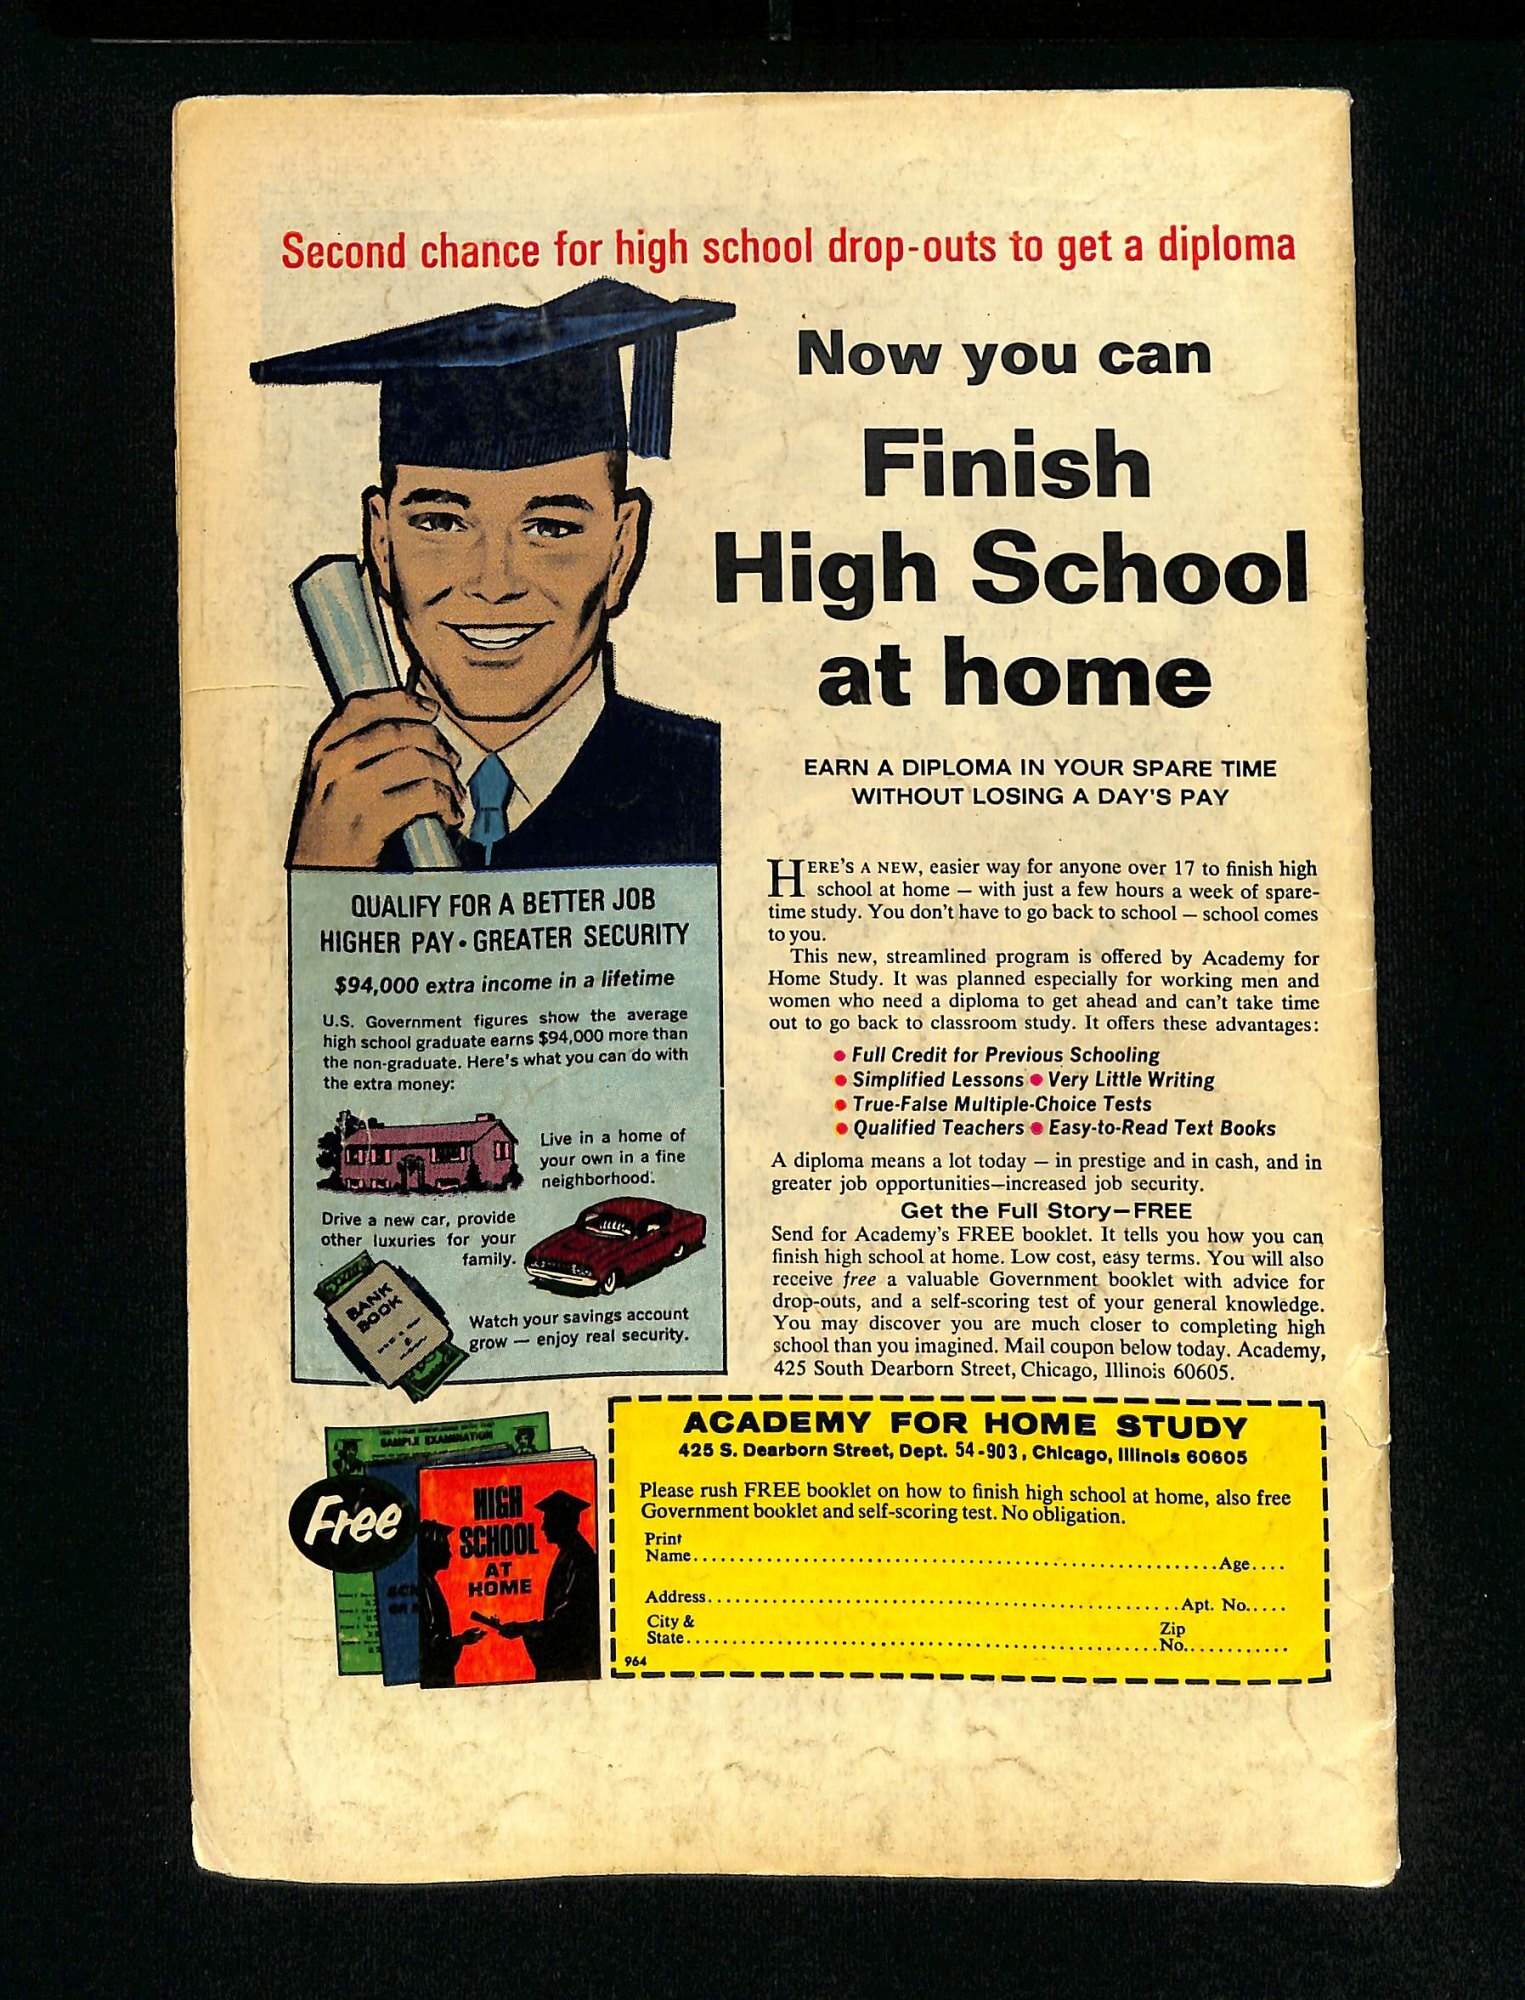 Second chance for high school drop-outs to get a diploma
Now you can
Finish
High School
at home
EARN A DIPLOMA IN YOUR SPARE TIME
WITHOUT LOSING A DAY'S PAY
HERE'S A NEW, easier way for anyone over 17 to finish high
school at home — with just a few hours a week of spare-
time study. You don't have to go back to school — school comes
to you.
This new, streamlined program is offered by Academy for
Home Study. It was planned especially for working men and
women who need a diploma to get ahead and can't take time
out to go back to classroom study. It offers these advantages:
• Full Credit for Previous Schooling
• Simplified Lessons • Very Little Writing
• True-False Multiple-Choice Tests
• Qualified Teachers • Easy-to-Read Text Books
A diploma means a lot today — in prestige and in cash, and in
greater job opportunities—increased job security.
Get the Full Story—FREE
Send for Academy's FREE booklet. It tells you how you can
finish high school at home. Low cost, easy terms. You will also
receive free a valuable Government booklet with advice for
drop-outs, and a self-scoring test of your general knowledge.
You may discover you are much closer to completing high
school than you imagined. Mail coupon below today. Academy,
425 South Dearborn Street, Chicago, Illinois 60605.
QUALIFY FOR A BETTER JOB
HIGHER PAY • GREATER SECURITY
$94,000 extra income in a lifetime
U.S. Government figures show the average
high school graduate earns $94,000 more than
the non-graduate. Here's what you can do with
the extra money:
Live in a home of
your own in a fine
neighborhood.
Drive a new car, provide
other luxuries for your
family.
BANK
BOOK
Watch your savings account
grow — enjoy real security.
SAMPLE EXAMINATION
Free
HIGH
SCHOOL
AT
HOME
ACADEMY FOR HOME STUDY
425 S. Dearborn Street, Dept. 54-903, Chicago, Illinois 60605
Please rush FREE booklet on how to finish high school at home, also free
Government booklet and self-scoring test. No obligation.
Print
Name.......... Age....
Address.......... Apt. No.....
City & Zip
State.......... No..........
964